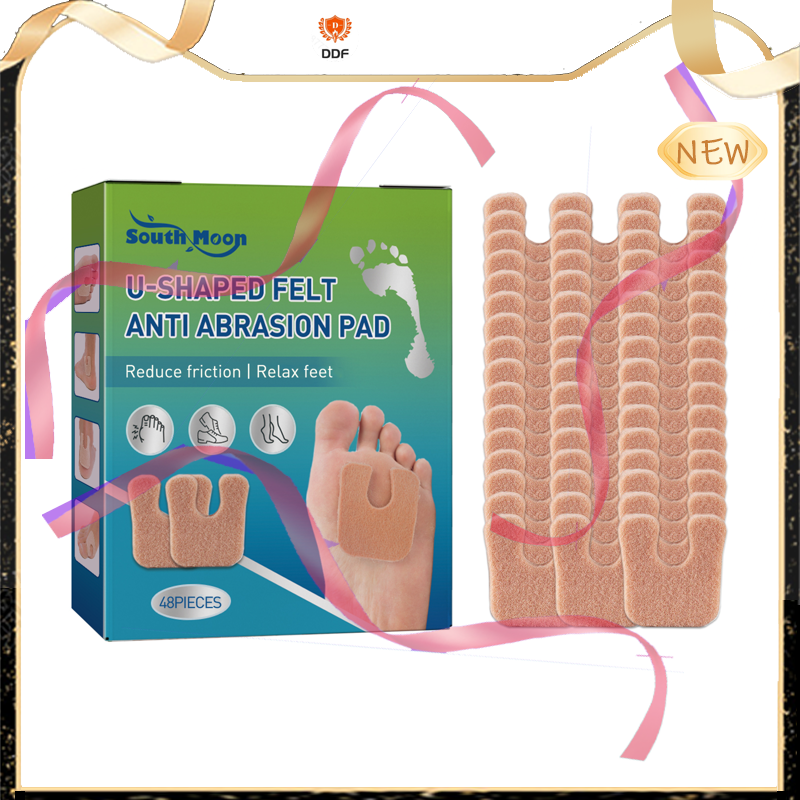 DDF
NEW
South Moon
U-SHAPED FELT
ANTI ABRASION PAD
Reduce friction | Relax feet
48PIECES